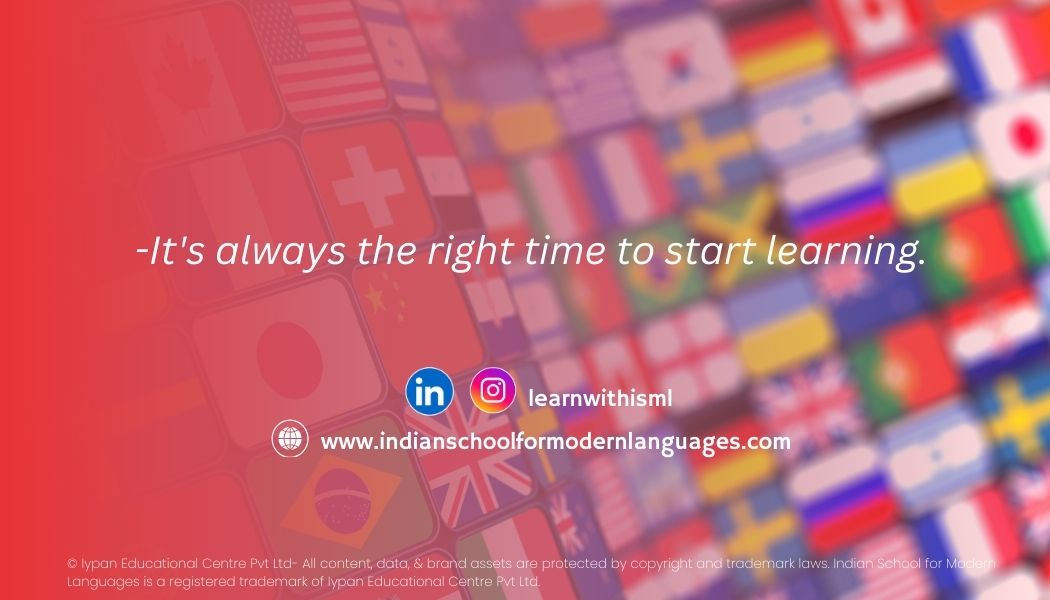 -It's always the right time to start learning.
in learnwithisml
www.indianschoolformodernlanguages.com
© Iypan Educational Centre Pvt Ltd- All content, data, & brand assets are protected by copyright and trademark laws. Indian School for Modern
Languages is a registered trademark of Iypan Educational Centre Pvt Ltd.